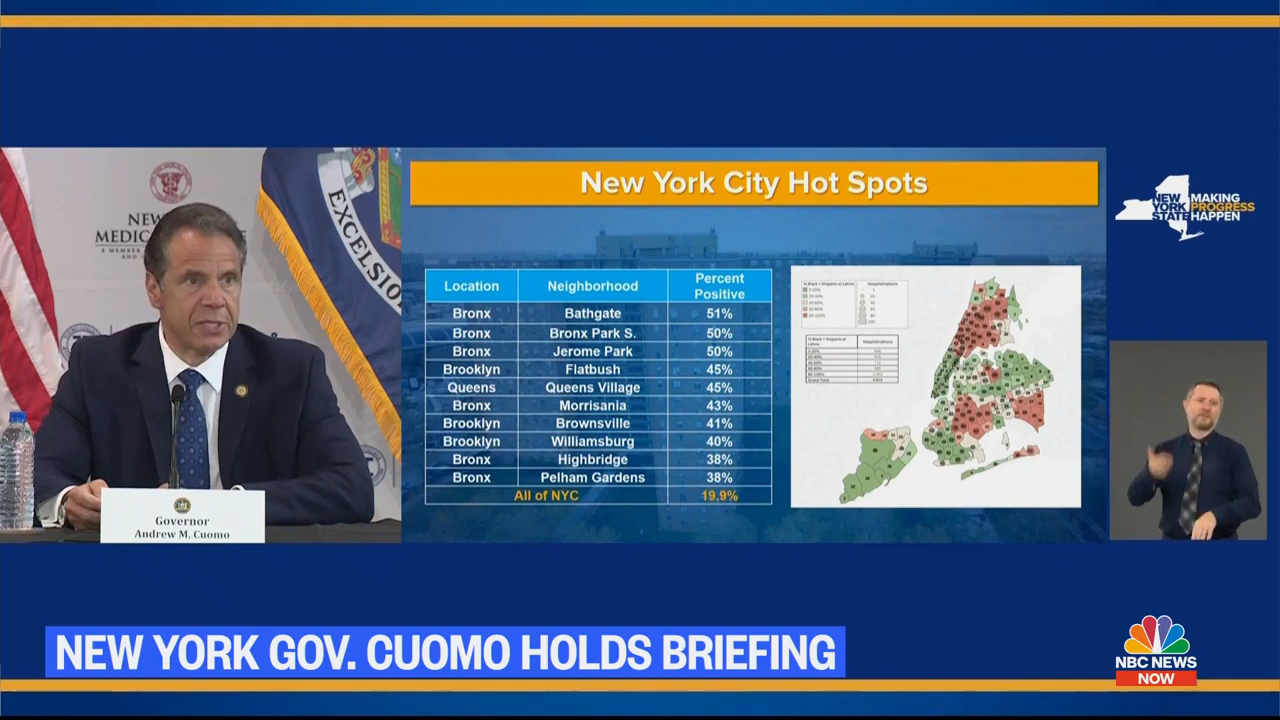 NEW
MEDIC
EXCELSIO
Governor
Andrew M. Cuomo
New York City Hot Spots
Location Neighborhood Percent Positive
Bronx Bathgate 51%
Bronx Bronx Park S. 50%
Bronx Jerome Park 50%
Brooklyn Flatbush 45%
Queens Queens Village 45%
Bronx Morrisania 43%
Brooklyn Brownsville 41%
Brooklyn Williamsburg 40%
Bronx Highbridge 38%
Bronx Pelham Gardens 38%
All of NYC 19.9%
NEW YORK STATE
MAKING
PROGRESS
HAPPEN
NEW YORK GOV. CUOMO HOLDS BRIEFING
NBC NEWS
NOW